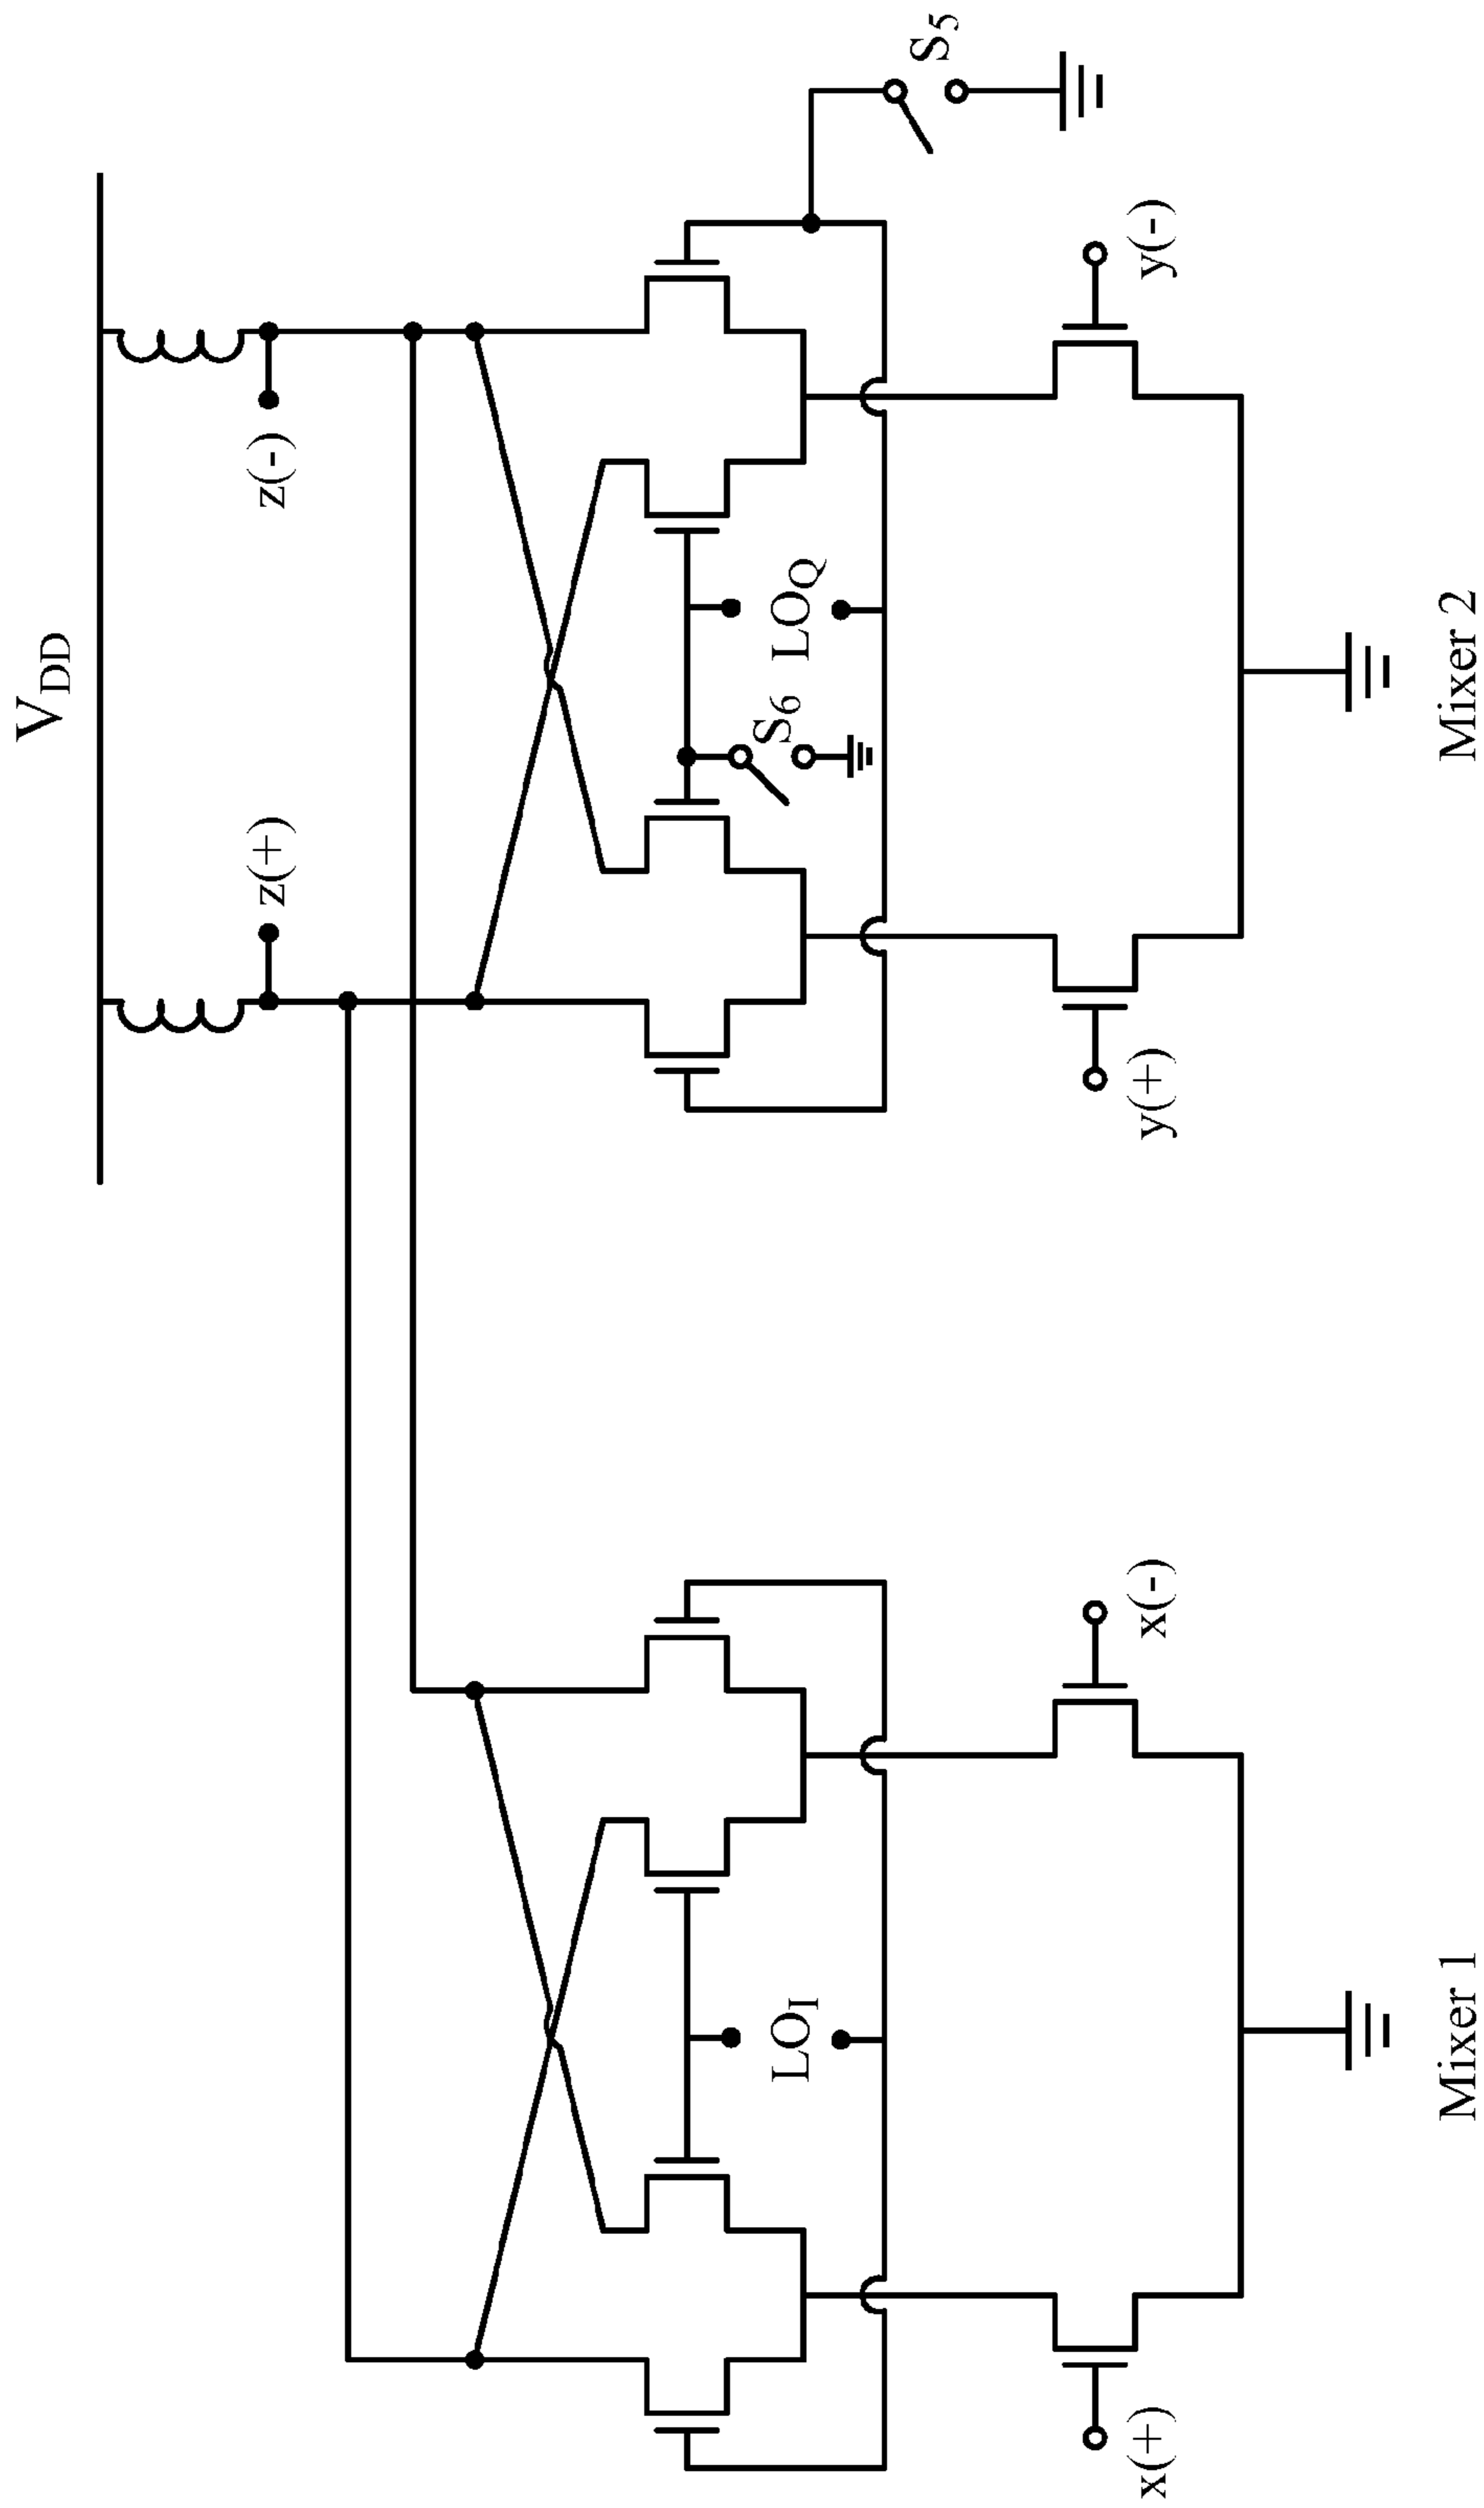 VDD
z(+)
z(-)
S5
S6
LOQ
LOI
x(+)
x(-)
y(+)
y(-)
Mixer 1
Mixer 2